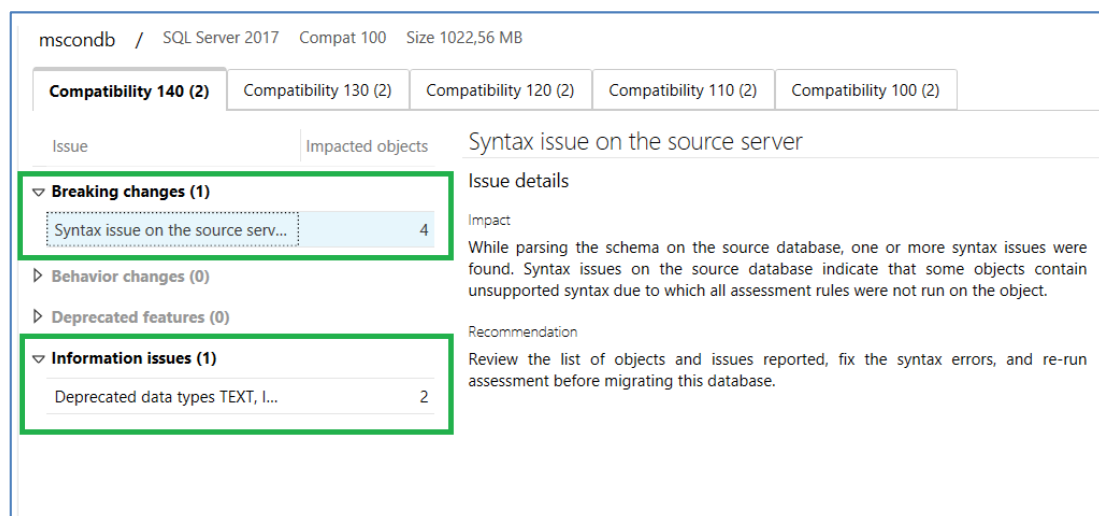 mscondb / SQL Server 2017 Compat 100 Size 1022,56 MB
Compatibility 140 (2) Compatibility 130 (2) Compatibility 120 (2) Compatibility 110 (2) Compatibility 100 (2)
Issue Impacted objects
Breaking changes (1)
Syntax issue on the source serv... 4
Behavior changes (0)
Deprecated features (0)
Information issues (1)
Deprecated data types TEXT, I... 2
Syntax issue on the source server
Issue details
Impact
While parsing the schema on the source database, one or more syntax issues were
found. Syntax issues on the source database indicate that some objects contain
unsupported syntax due to which all assessment rules were not run on the object.
Recommendation
Review the list of objects and issues reported, fix the syntax errors, and re-run
assessment before migrating this database.